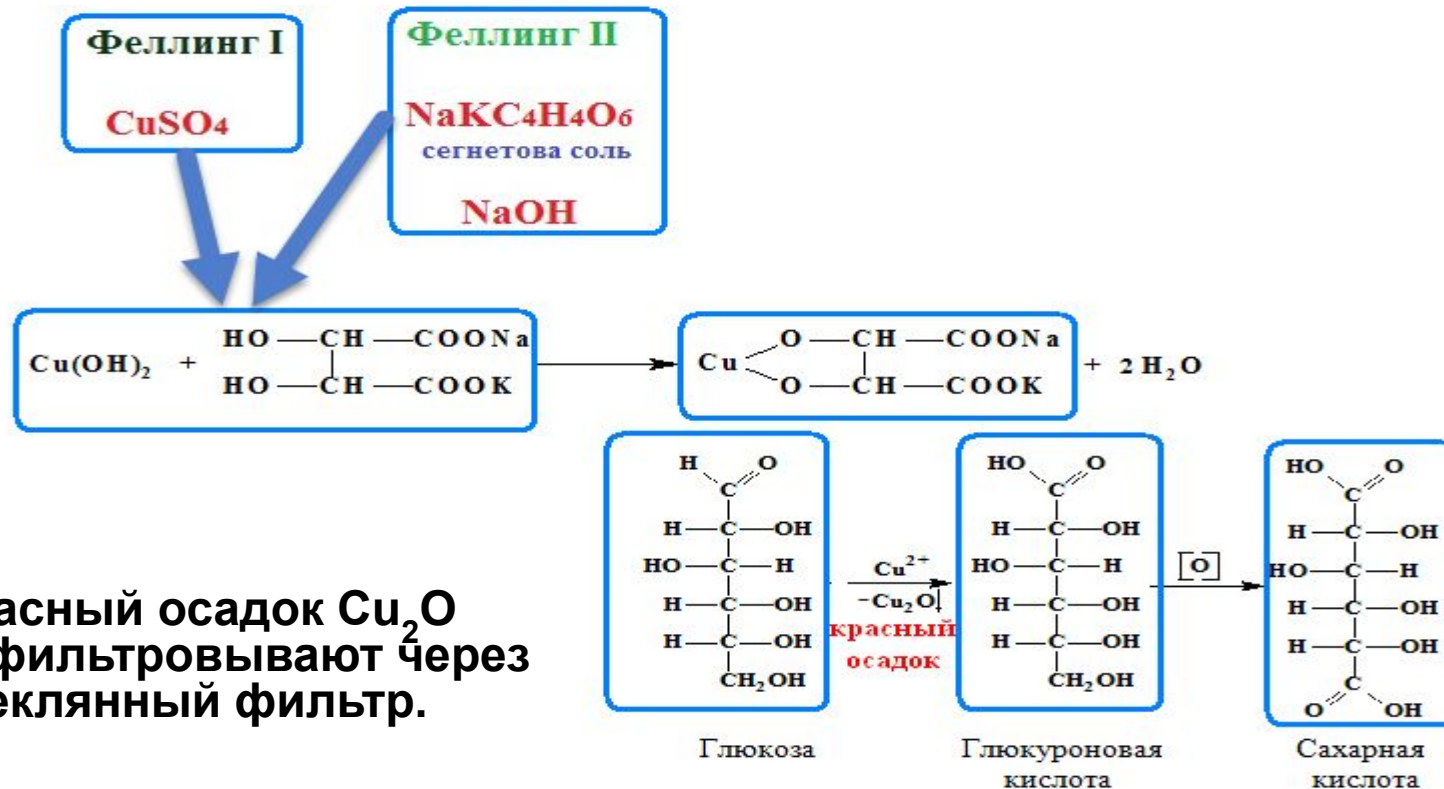 Феллинг I
CuSO4
Феллинг II
NaKC4H4O6
сегнетова соль
NaOH
Cu(OH)₂ + HO—CH—COONa
HO—CH—COOK
Cu O—CH—COONa
O—CH—COOK
+ 2 H₂O
H O
C
H—C—OH
HO—C—H
H—C—OH
H—C—OH
CH₂OH
Глюкоза
Cu²⁺
−Cu₂O↓
красный
осадок
HO O
C
H—C—OH
HO—C—H
H—C—OH
H—C—OH
CH₂OH
Глюкуроновая
кислота
[O]
HO O
C
H—C—OH
HO—C—H
H—C—OH
H—C—OH
C
O OH
Сахарная
кислота
асный осадок Cu₂O
фильтровывают через
еклянный фильтр.